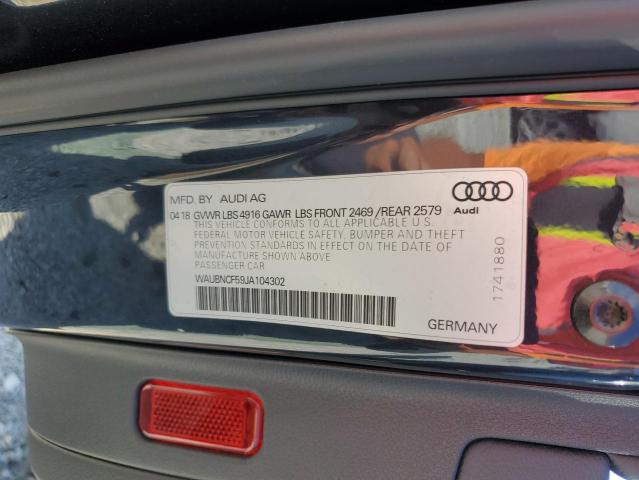 MFD. BY AUDI AG
04 18 GVWR LBS 4916 GAWR LBS FRONT 2469 /REAR 2579
Audi
THIS VEHICLE CONFORMS TO ALL APPLICABLE U.S.
FEDERAL MOTOR VEHICLE SAFETY, BUMPER AND THEFT
PREVENTION STANDARDS IN EFFECT ON THE DATE OF
MANUFACTURE SHOWN ABOVE
PASSENGER CAR
WAUBNCF59JA104302
1741880
GERMANY